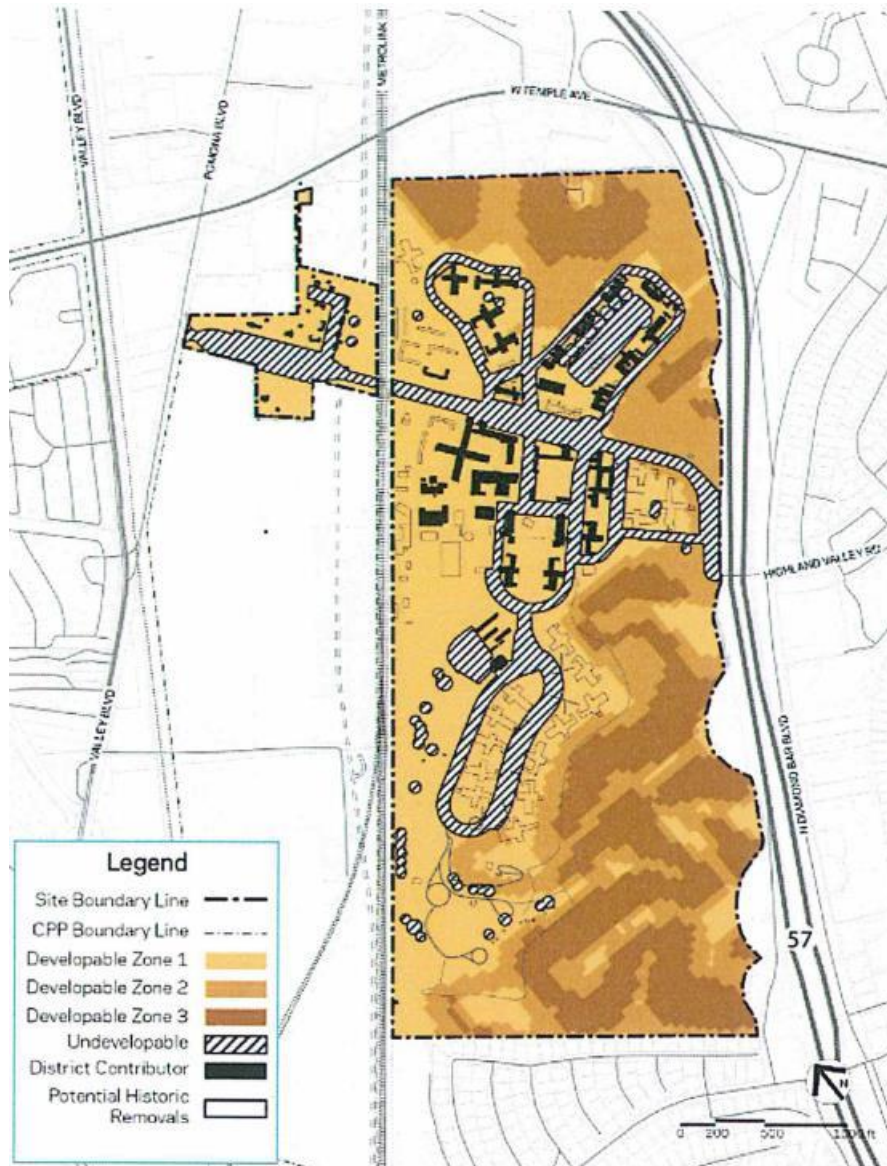 METROLINK
W TEMPLE AVE
VALLEY BLVD
POMONA BLVD
HIGHLAND VALLEY RD
N DIAMOND BAR BLVD
VALLEY BLVD
57
N
0 200 500 1000 ft
Legend
Site Boundary Line
CPP Boundary Line
Developable Zone 1
Developable Zone 2
Developable Zone 3
Undevelopable
District Contributor
Potential Historic
Removals